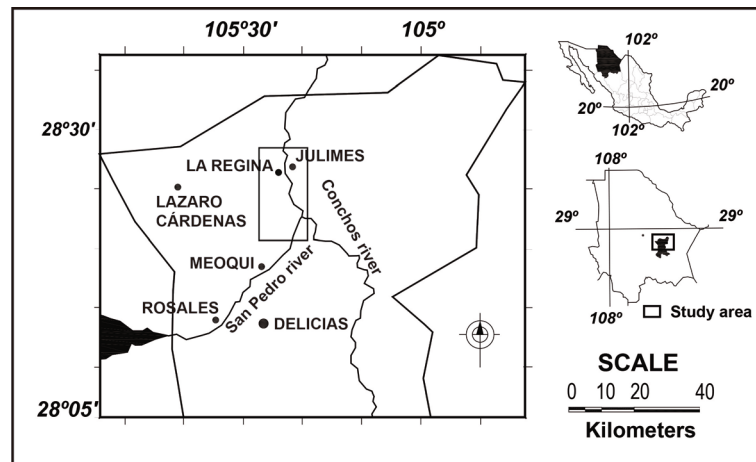 105º30' 105º
28º30'
28º05'
LA REGINA
JULIMES
LAZARO
CÁRDENAS
MEOQUI
ROSALES
DELICIAS
San Pedro river
Conchos river
102º
20º
20º
102º
108º
29º
29º
108º
Study area
SCALE
0 10 20 40
Kilometers